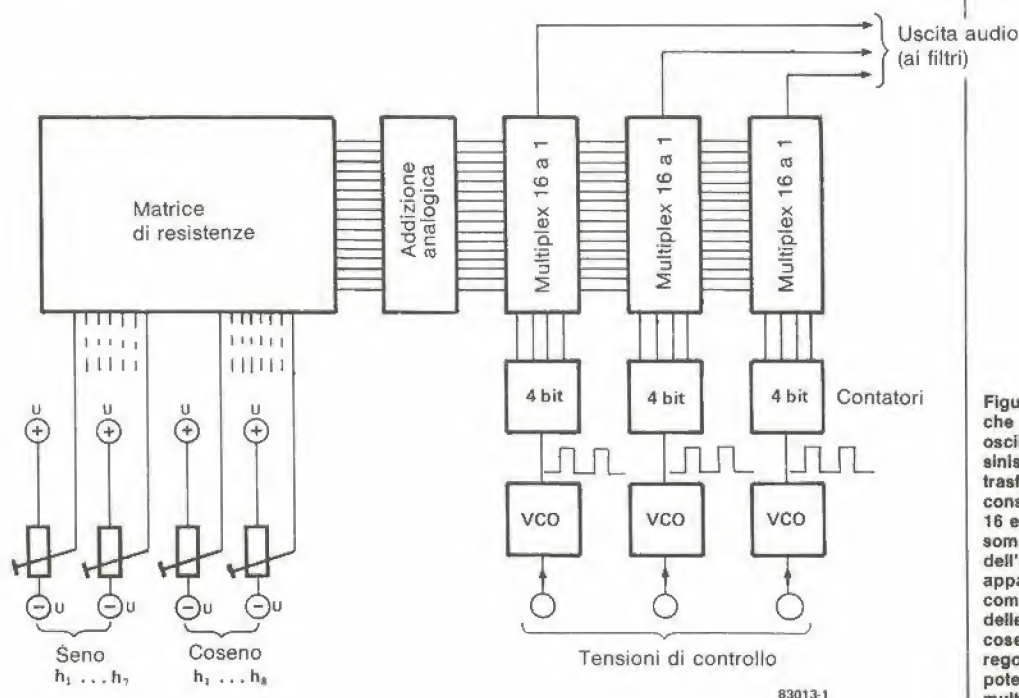 Uscita audio
(ai filtri)
Matrice
di resistenze
Addizione
analogica
Multiplex 16 a 1
Multiplex 16 a 1
Multiplex 16 a 1
4 bit
4 bit
4 bit
Contatori
VCO
VCO
VCO
U
U
U
U
+
+
+
+
−
−
−
−
U
U
U
U
Seno
h₁ ... h₇
Coseno
h₁ ... h₈
Tensioni di controllo
83013-1
Figu
che
oscil
sinis
trasf
cons
16 e
som
dell'
appa
com
delle
cose
rego
pote